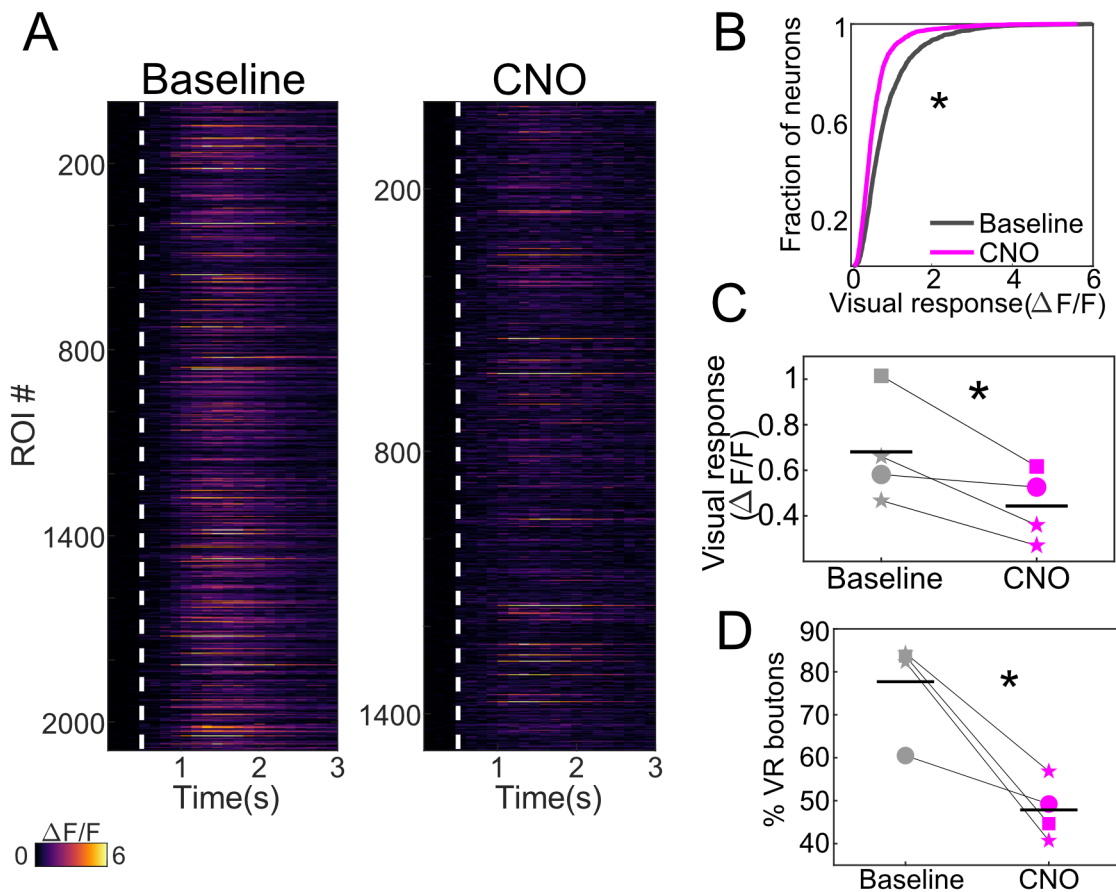 A
Baseline
CNO
200
800
1400
2000
ROI #
1 2 3
Time(s)
200
800
1400
1 2 3
Time(s)
ΔF/F
0 6
B
Fraction of neurons
1
0.6
0.2
Baseline
CNO
*
0 2 4 6
Visual response(ΔF/F)
C
Visual response
(ΔF/F)
1
0.8
0.6
0.4
*
Baseline CNO
D
% VR boutons
90
80
70
60
50
40
*
Baseline CNO